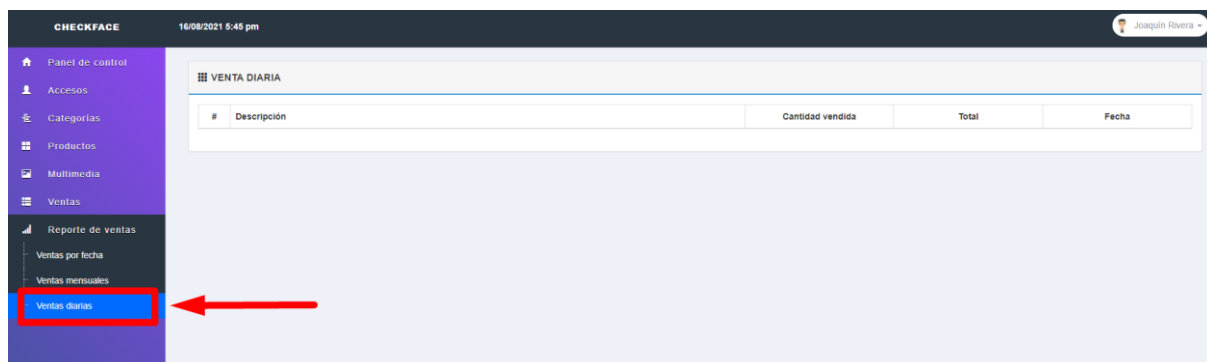 CHECKFACE 16/08/2021 5:45 pm Joaquín Rivera
Panel de control
Accesos
Categorías
Productos
Multimedia
Ventas
Reporte de ventas
Ventas por fecha
Ventas mensuales
Ventas diarias
VENTA DIARIA
# Descripción Cantidad vendida Total Fecha